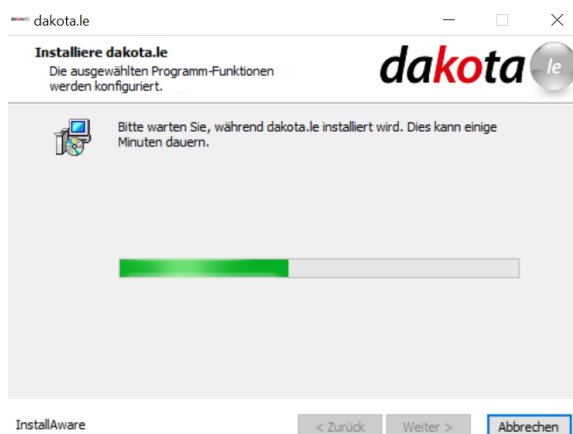 dakota.le
Installiere dakota.le
Die ausgewählten Programm-Funktionen
werden konfiguriert.
dakota le
Bitte warten Sie, während dakota.le installiert wird. Dies kann einige
Minuten dauern.
InstallAware
< Zurück Weiter > Abbrechen